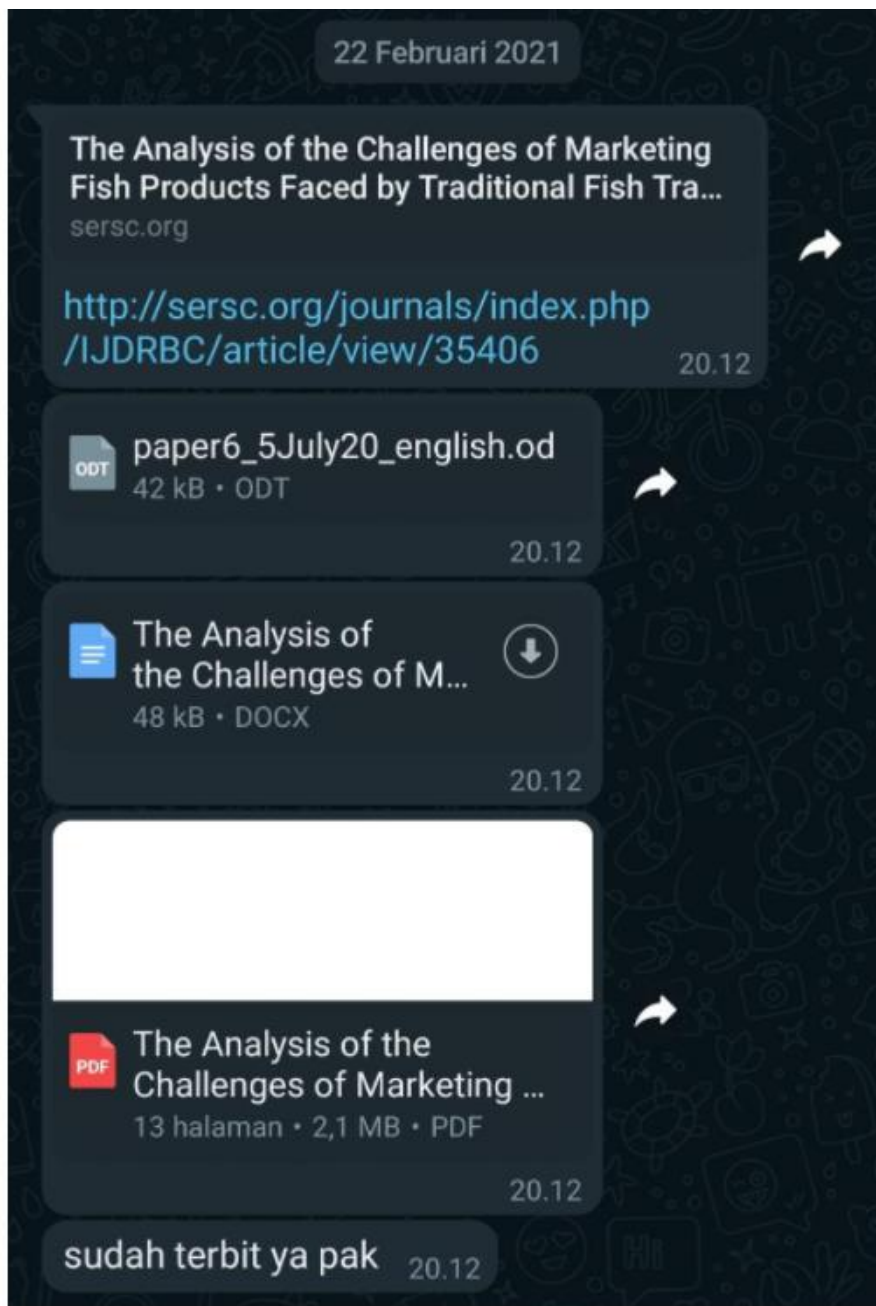 22 Februari 2021
The Analysis of the Challenges of Marketing
Fish Products Faced by Traditional Fish Tra...
sersc.org
http://sersc.org/journals/index.php
/IJDRBC/article/view/35406
20.12
ODT
paper6_5July20_english.od
42 kB • ODT
20.12
The Analysis of
the Challenges of M...
48 kB • DOCX
20.12
PDF
The Analysis of the
Challenges of Marketing ...
13 halaman • 2,1 MB • PDF
20.12
sudah terbit ya pak 20.12